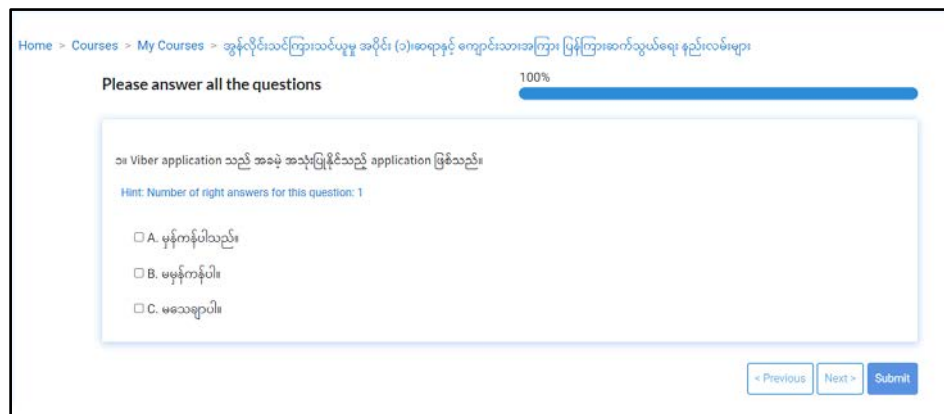 Home > Courses > My Courses > အွန်လိုင်းသင်ကြားသင်ယူမှု အပိုင်း (၁)၊ဆရာနှင့် ကျောင်းသားအကြား ပြန်ကြားဆက်သွယ်ရေး နည်းလမ်းများ
Please answer all the questions
100%
၁။ Viber application သည် အခမဲ့ အသုံးပြုနိုင်သည့် application ဖြစ်သည်။
Hint: Number of right answers for this question: 1
A. မှန်ကန်ပါသည်။
B. မမှန်ကန်ပါ။
C. မသေချာပါ။
< Previous Next > Submit